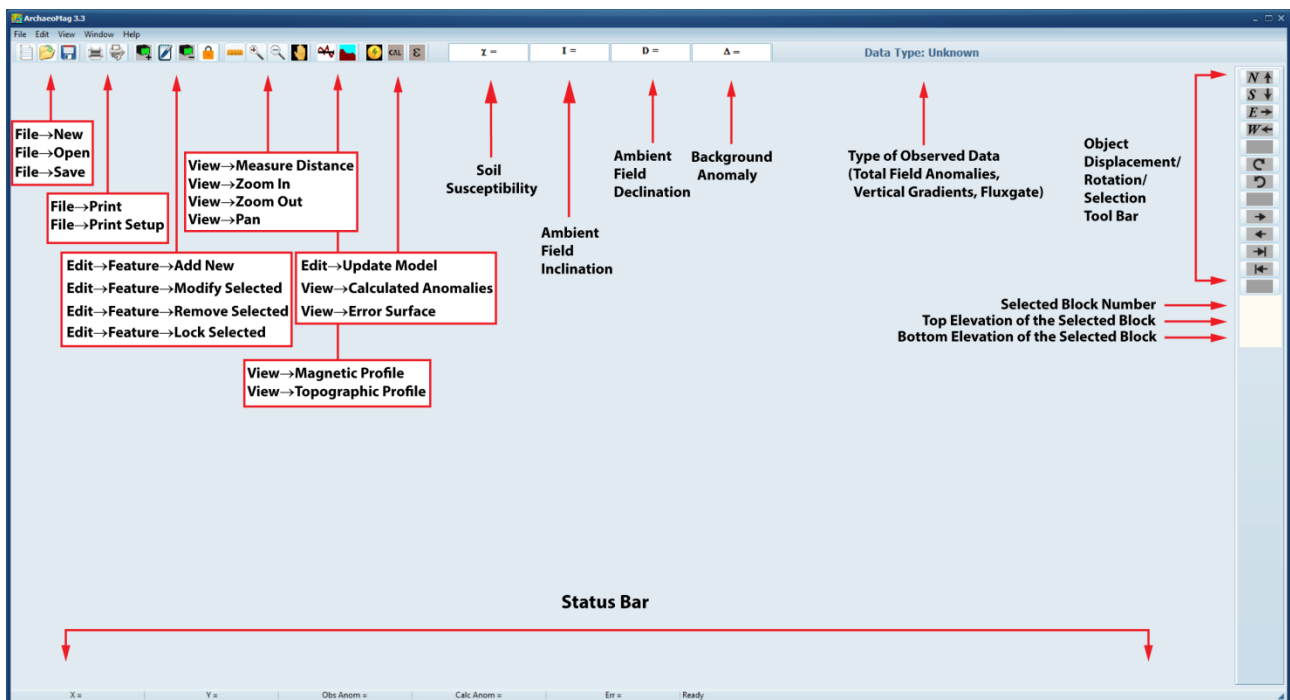 ArchaeoMag 3.3
File Edit View Window Help
CAL ε χ = I = D = Δ = Data Type: Unknown
File→New
File→Open
File→Save
File→Print
File→Print Setup
Edit→Feature→Add New
Edit→Feature→Modify Selected
Edit→Feature→Remove Selected
Edit→Feature→Lock Selected
View→Measure Distance
View→Zoom In
View→Zoom Out
View→Pan
Edit→Update Model
View→Calculated Anomalies
View→Error Surface
View→Magnetic Profile
View→Topographic Profile
Soil
Susceptibility
Ambient
Field
Inclination
Ambient
Field
Declination
Background
Anomaly
Type of Observed Data
(Total Field Anomalies,
Vertical Gradients, Fluxgate)
Object
Displacement/
Rotation/
Selection
Tool Bar
N↑
S↓
E→
W←
Selected Block Number
Top Elevation of the Selected Block
Bottom Elevation of the Selected Block
Status Bar
X = Y = Obs Anom = Calc Anom = Err = Ready